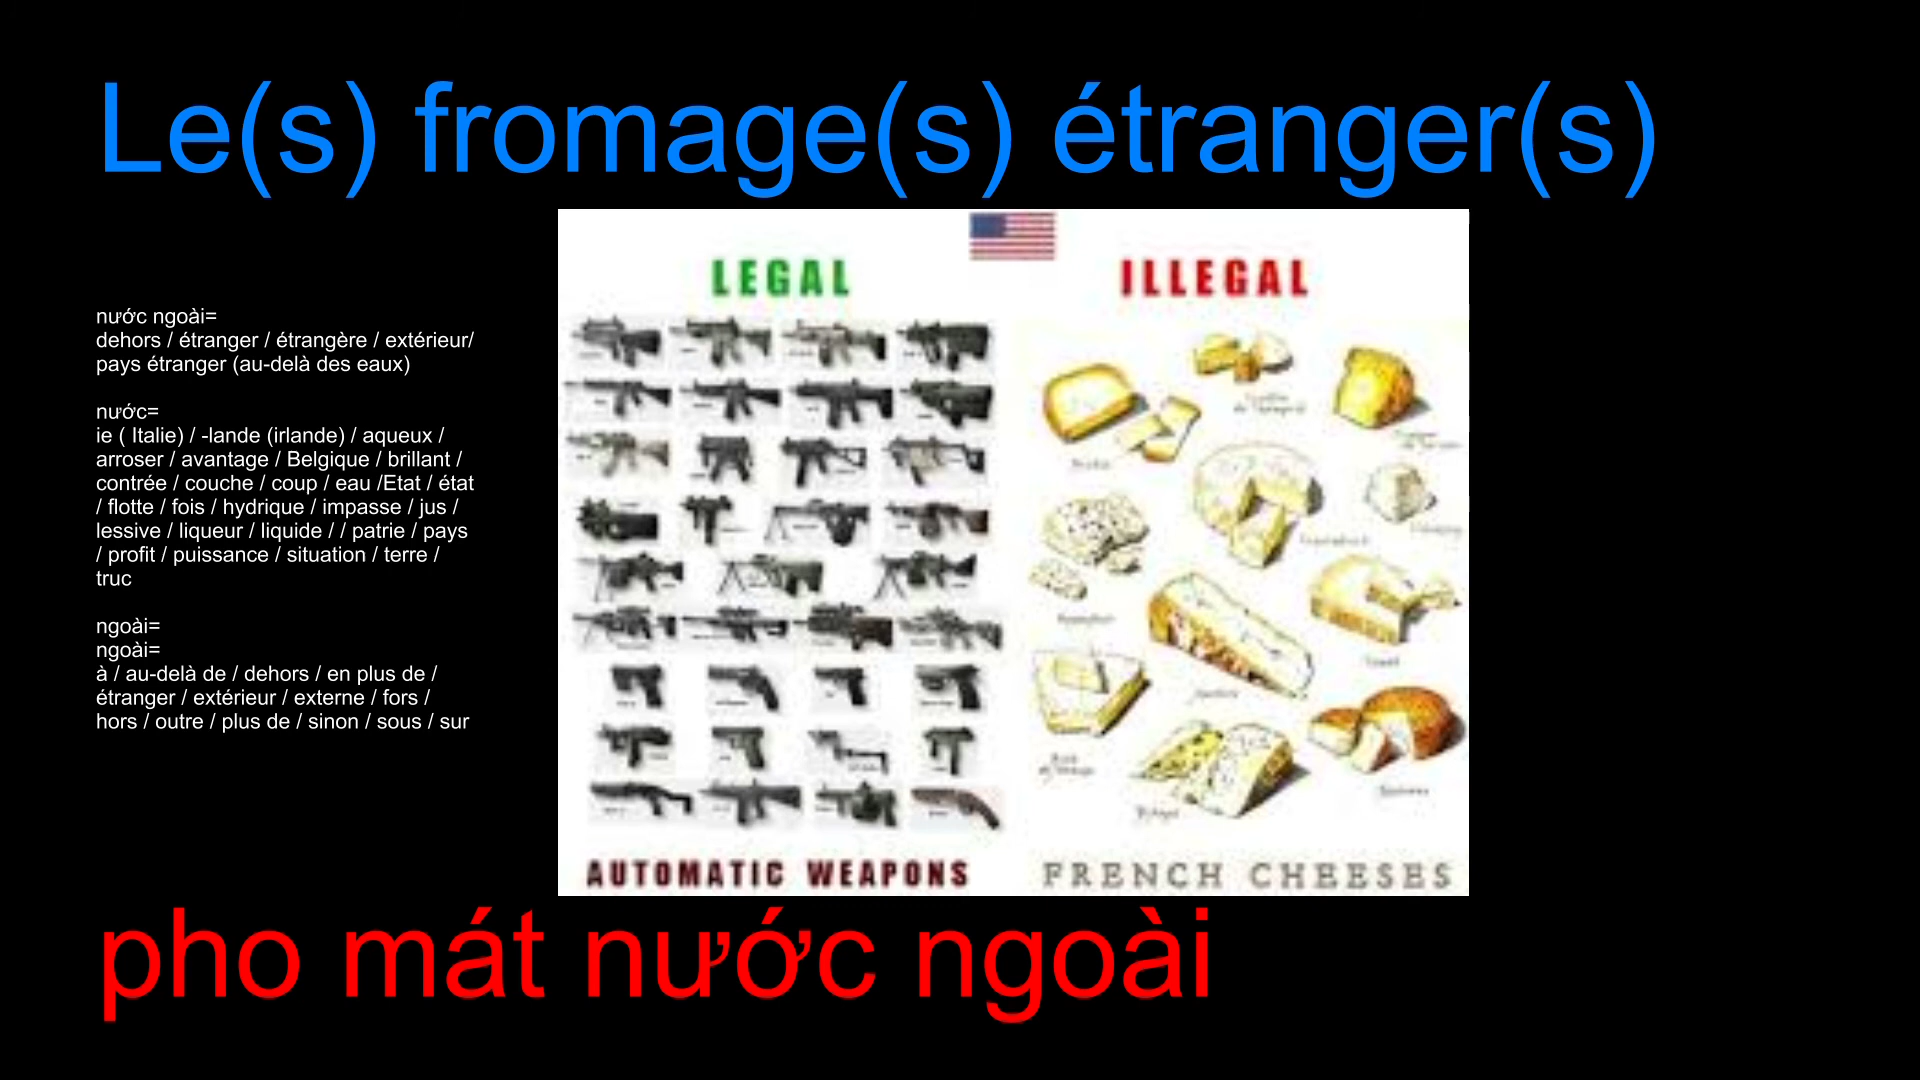 Le(s) fromage(s) étranger(s)
nước ngoài=
dehors / étranger / étrangère / extérieur/
pays étranger (au-delà des eaux)
nước=
ie ( Italie) / -lande (irlande) / aqueux /
arroser / avantage / Belgique / brillant /
contrée / couche / coup / eau /Etat / état
/ flotte / fois / hydrique / impasse / jus /
lessive / liqueur / liquide / / patrie / pays
/ profit / puissance / situation / terre /
truc
ngoài=
ngoài=
à / au-delà de / dehors / en plus de /
étranger / extérieur / externe / fors /
hors / outre / plus de / sinon / sous / sur
LEGAL
ILLEGAL
AUTOMATIC WEAPONS
FRENCH CHEESES
pho mát nước ngoài